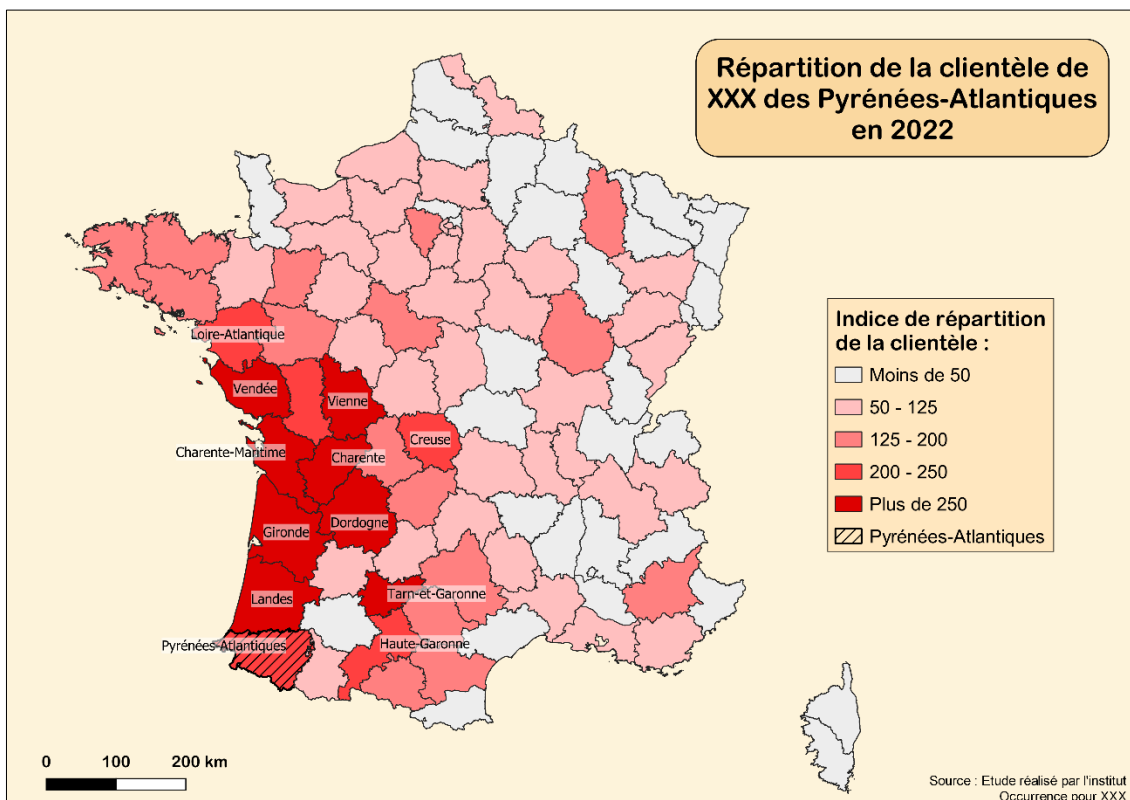 Répartition de la clientèle de
XXX des Pyrénées-Atlantiques
en 2022
Loire-Atlantique
Vendée
Vienne
Creuse
Charente-Maritime
Charente
Gironde
Dordogne
Landes
Tarn-et-Garonne
Pyrénées-Atlantiques
Haute-Garonne
Indice de répartition
de la clientèle :
Moins de 50
50 - 125
125 - 200
200 - 250
Plus de 250
Pyrénées-Atlantiques
0 100 200 km
Source : Etude réalisé par l'institut
Occurrence pour XXX